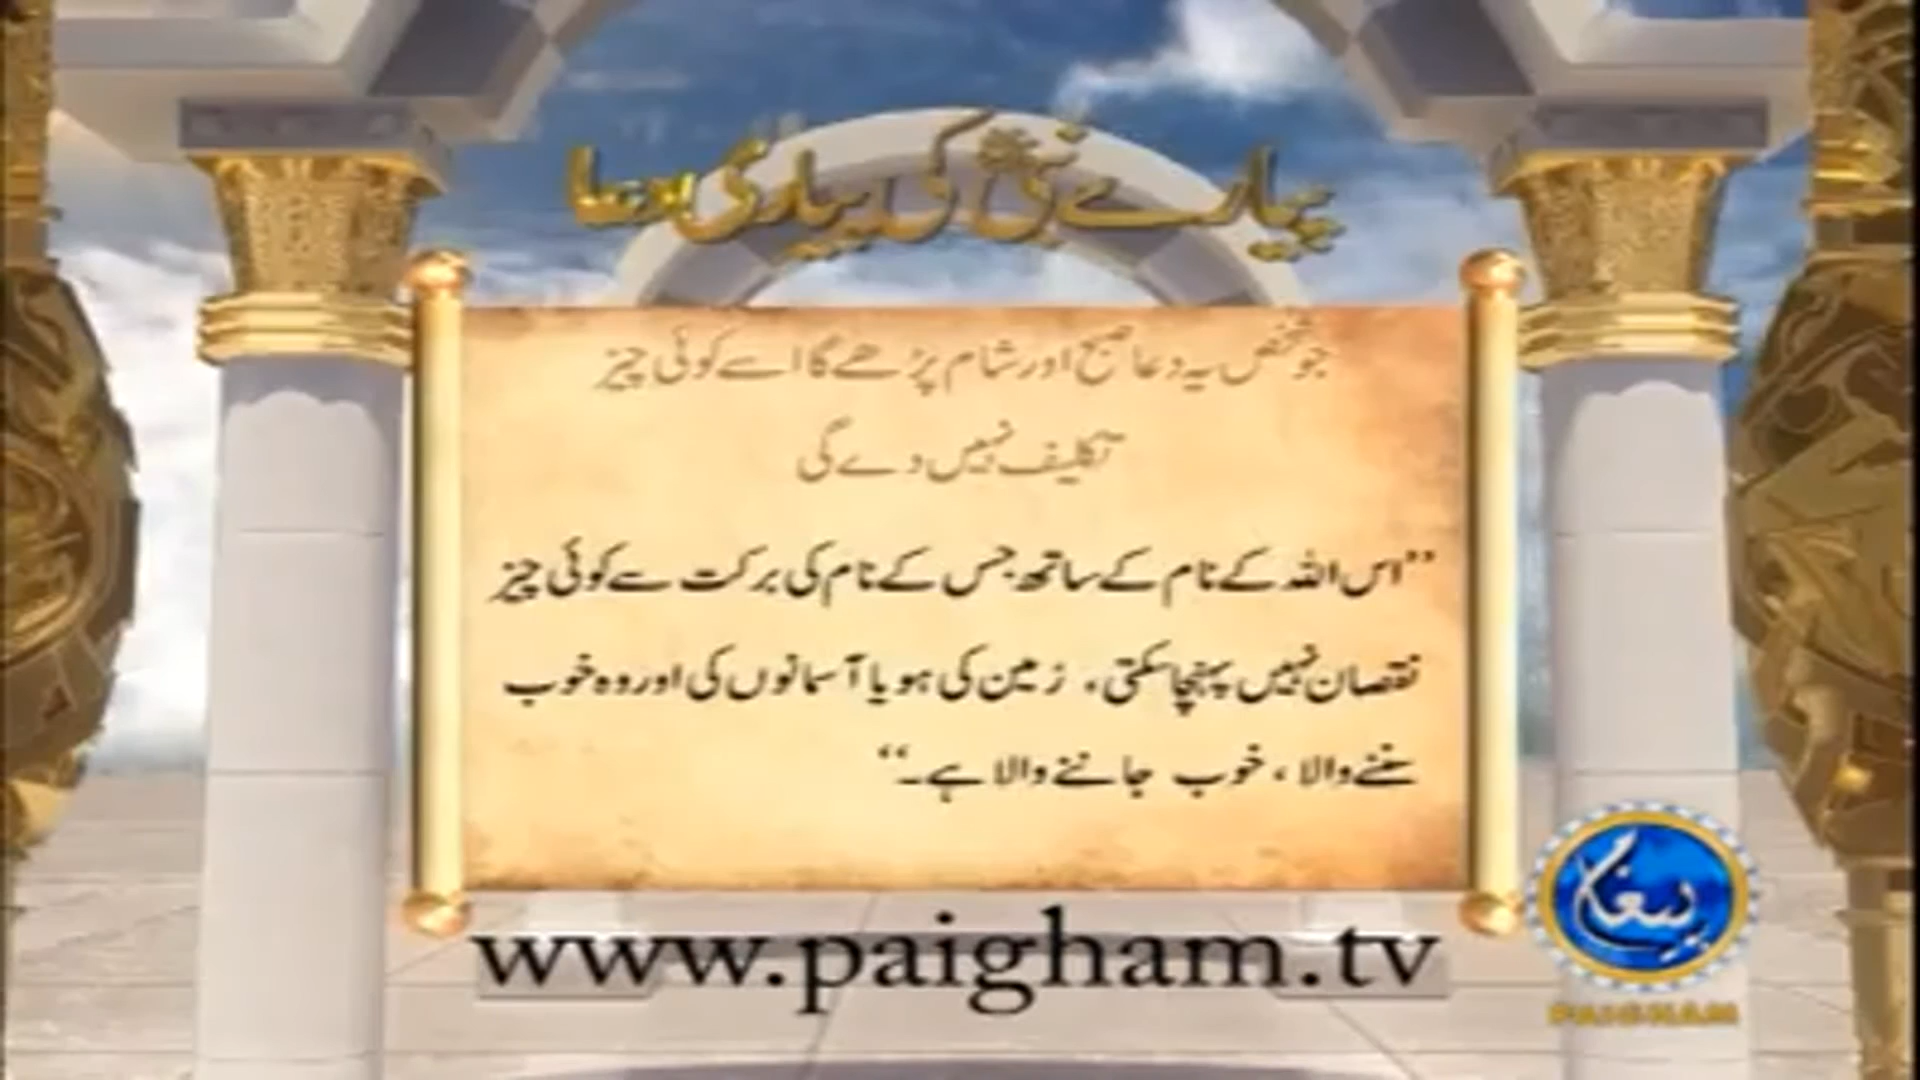 پیارے نبی ﷺ کی پیاری دعا
جو شخص یہ دعا صبح اور شام پڑھے گا اسے کوئی چیز
تکلیف نہیں دے گی
’’اس اللہ کے نام کے ساتھ جس کے نام کی برکت سے کوئی چیز
نقصان نہیں پہنچا سکتی، زمین کی ہو یا آسمانوں کی اور وہ خوب
سننے والا، خوب جاننے والا ہے۔‘‘
www.paigham.tv
پیغام
PAIGHAM